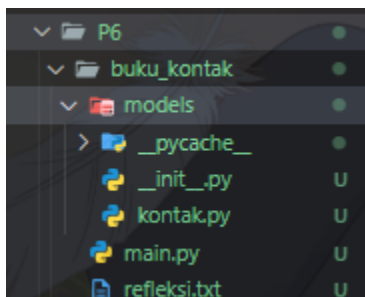 P6
buku_kontak
models
__pycache__
__init__.py
U
kontak.py
U
main.py
U
refleksi.txt
U